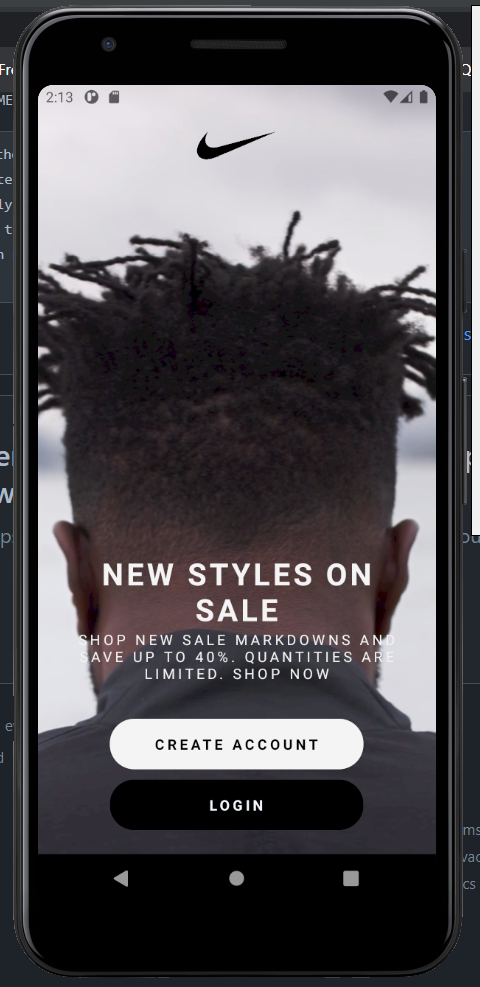 2:13
NEW STYLES ON
SALE
SHOP NEW SALE MARKDOWNS AND
SAVE UP TO 40%. QUANTITIES ARE
LIMITED. SHOP NOW
CREATE ACCOUNT
LOGIN